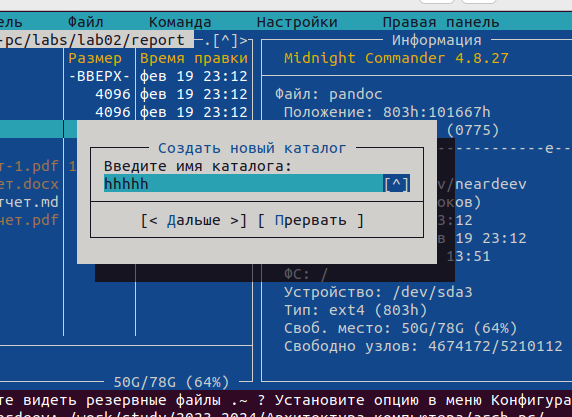 ель Файл Команда Настройки Правая панель
-pc/labs/lab02/report .[^]> Информация
Размер Время правки Midnight Commander 4.8.27
-ВВЕРХ- фев 19 23:12
4096 фев 19 23:12 Файл: pandoc
4096 фев 19 23:12 Положение: 803h:101667h
(0775)
Создать новый каталог
Введите имя каталога:
т-1.pdf 1
hhhhh [^]
ет.docx v/neardeev
тчет.md оков)
[< Дальше >] [ Прервать ]
ет.pdf 3:12
в 19 23:12
13:51
ФС: /
Устройство: /dev/sda3
Тип: ext4 (803h)
Своб. место: 50G/78G (64%)
Свободно узлов: 4674172/5210112
50G/78G (64%)
те видеть резервные файлы .~ ? Установите опцию в меню Конфигура